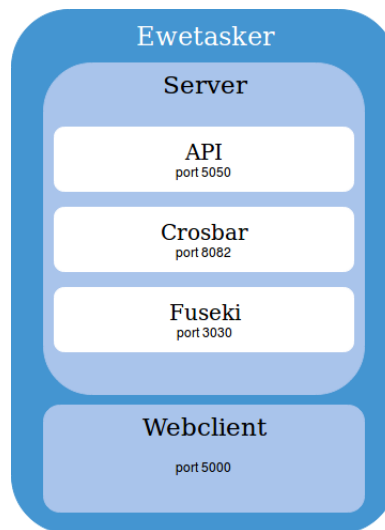 Ewetasker
Server
API
port 5050
Crosbar
port 8082
Fuseki
port 3030
Webclient
port 5000